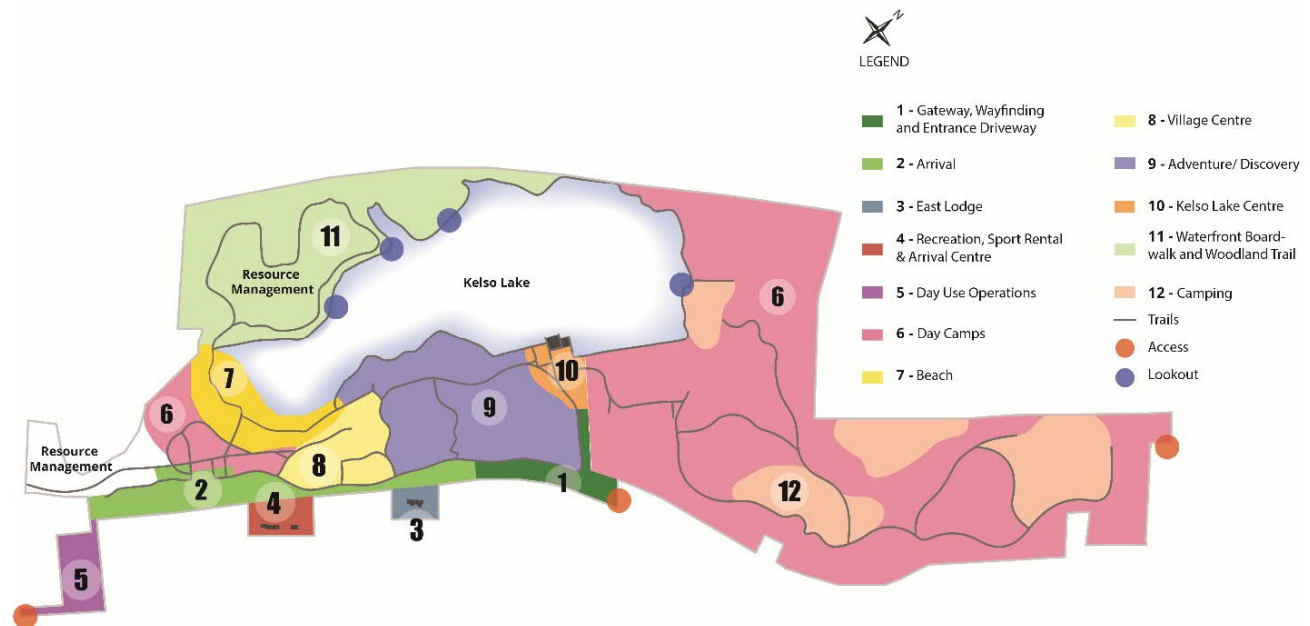 N
LEGEND
1 - Gateway, Wayfinding
and Entrance Driveway
2 - Arrival
3 - East Lodge
4 - Recreation, Sport Rental
& Arrival Centre
5 - Day Use Operations
6 - Day Camps
7 - Beach
8 - Village Centre
9 - Adventure/ Discovery
10 - Kelso Lake Centre
11 - Waterfront Board-
walk and Woodland Trail
12 - Camping
Trails
Access
Lookout
11
Resource
Management
Kelso Lake
6
7
10
6
9
Resource
Management
8
2
4
1
12
3
5